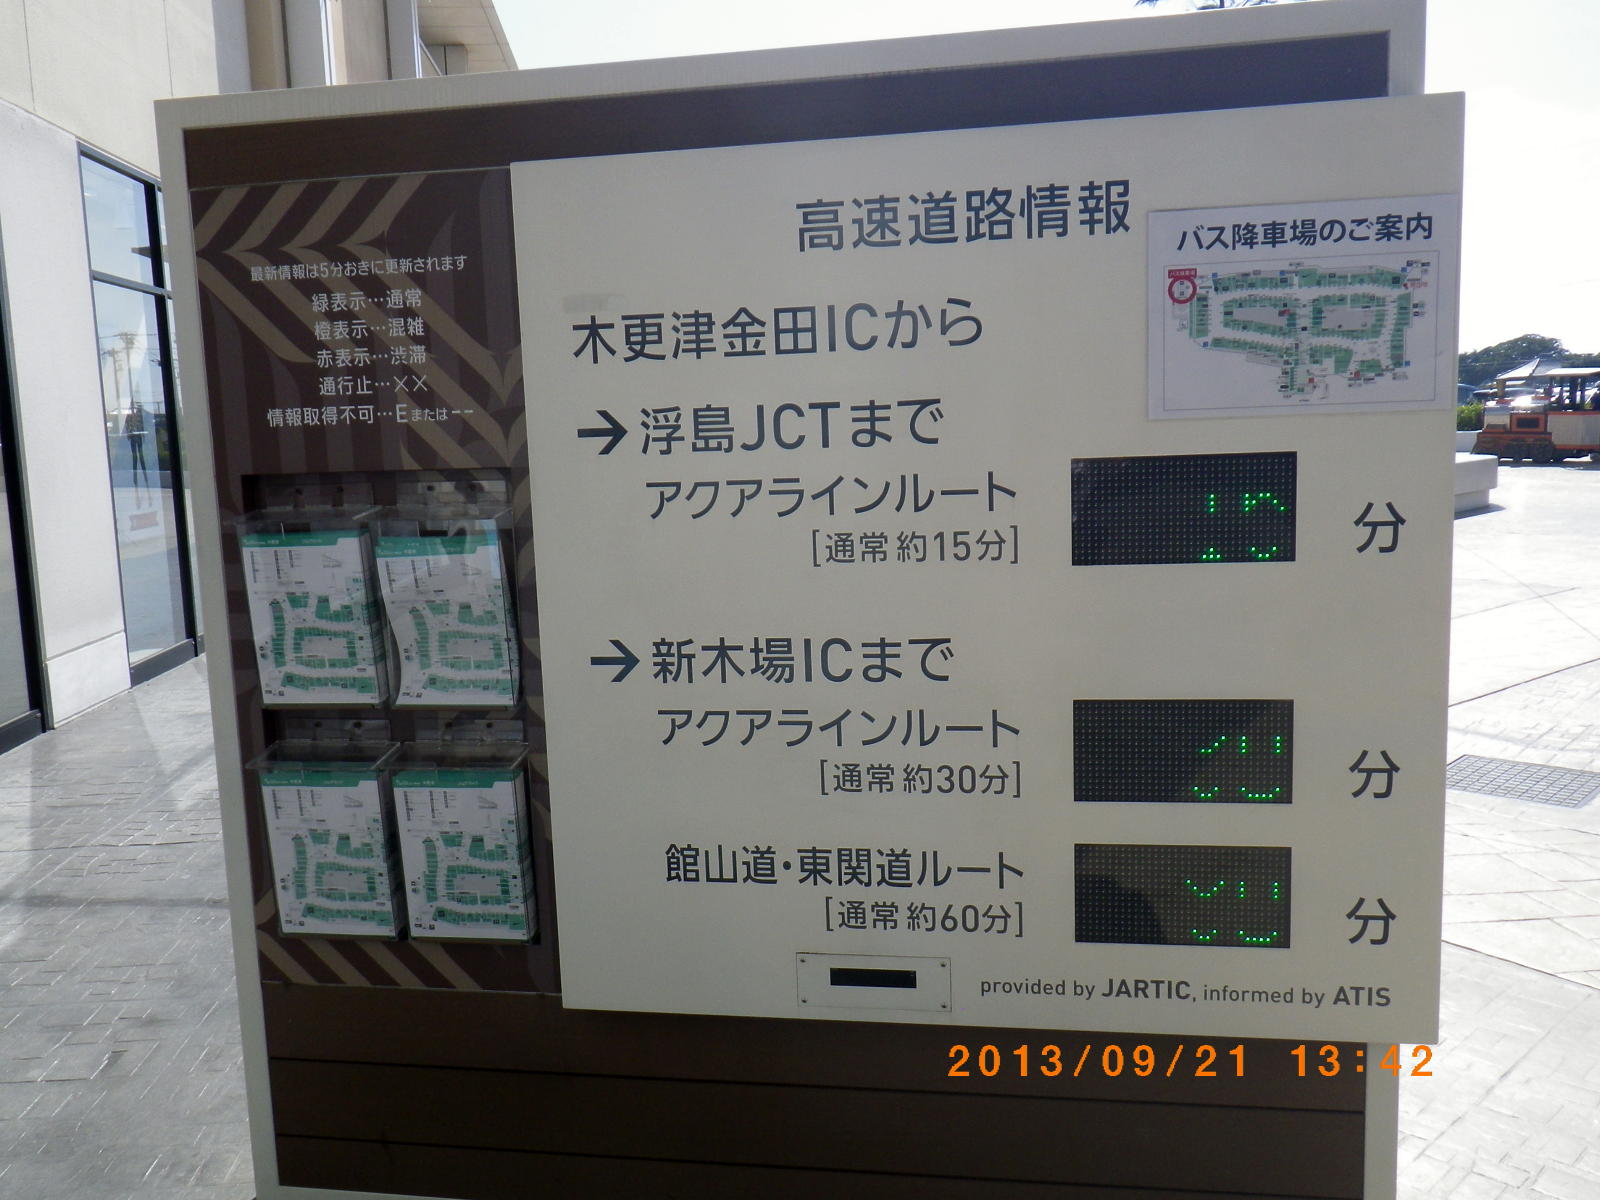 高速道路情報
バス降車場のご案内
最新情報は5分おきに更新されます
緑表示…通常
橙表示…混雑
赤表示…渋滞
通行止…××
情報取得不可…Eまたは－－
木更津金田ICから
→浮島JCTまで
アクアラインルート
[通常 約15分]
分
→新木場ICまで
アクアラインルート
[通常 約30分]
分
館山道・東関道ルート
[通常 約60分]
分
provided by JARTIC, informed by ATIS
2013/09/21 13:42